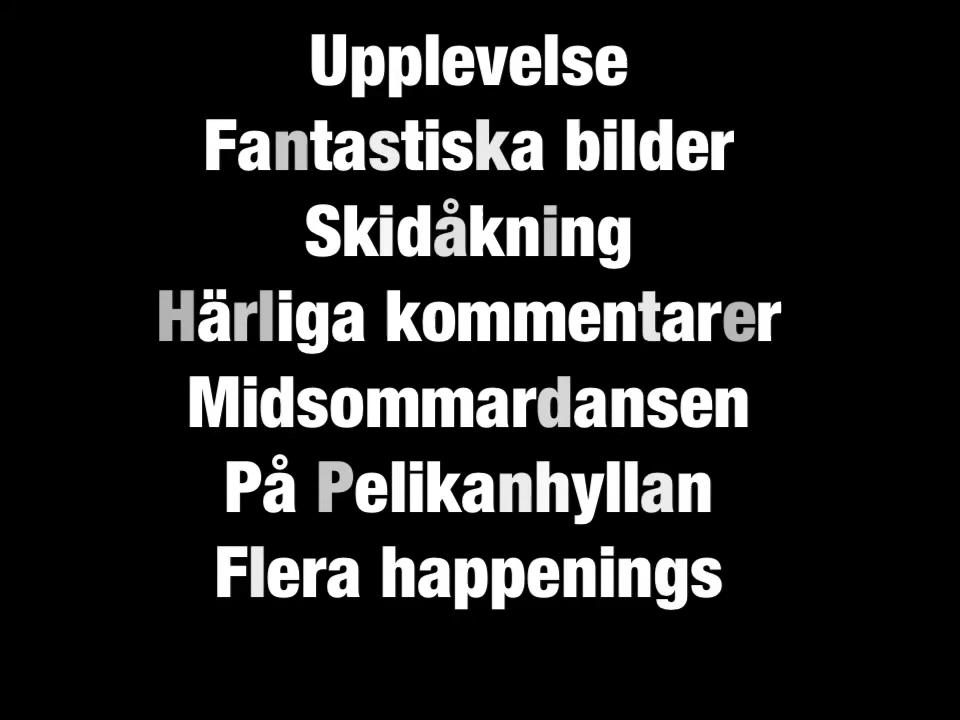 Upplevelse
Fantastiska bilder
Skidåkning
Härliga kommentarer
Midsommardansen
På Pelikanhyllan
Flera happenings